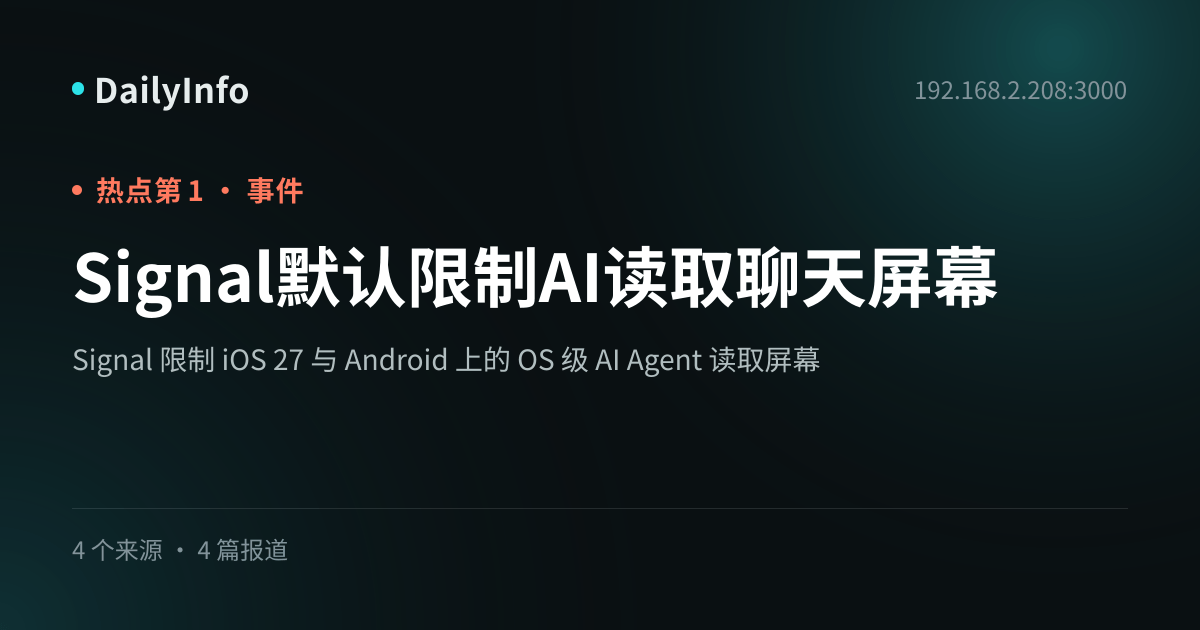 DailyInfo
192.168.2.208:3000
热点第 1 · 事件
Signal默认限制AI读取聊天屏幕
Signal 限制 iOS 27 与 Android 上的 OS 级 AI Agent 读取屏幕
4 个来源 · 4 篇报道